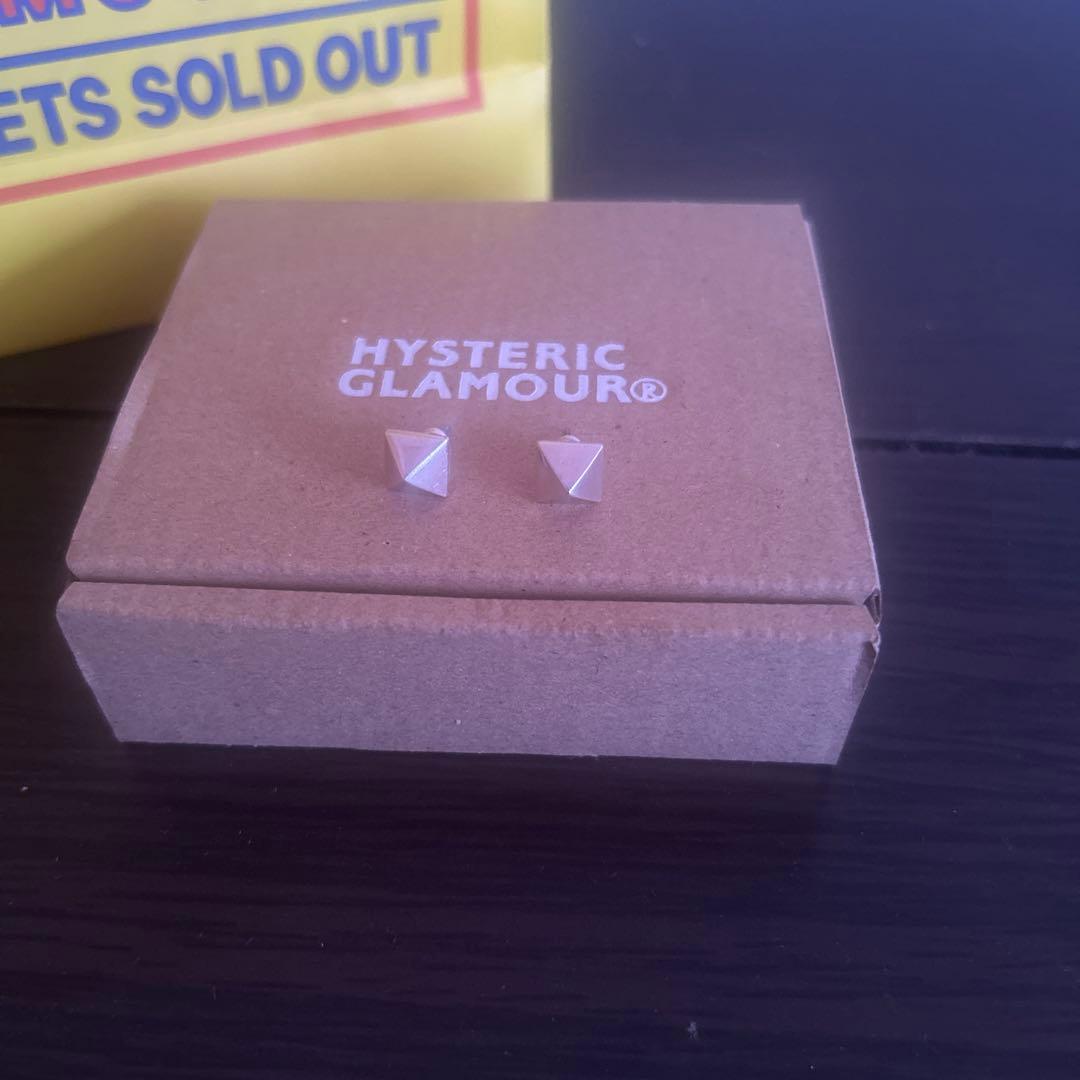 ETS SOLD OUT
HYSTERIC
GLAMOUR®